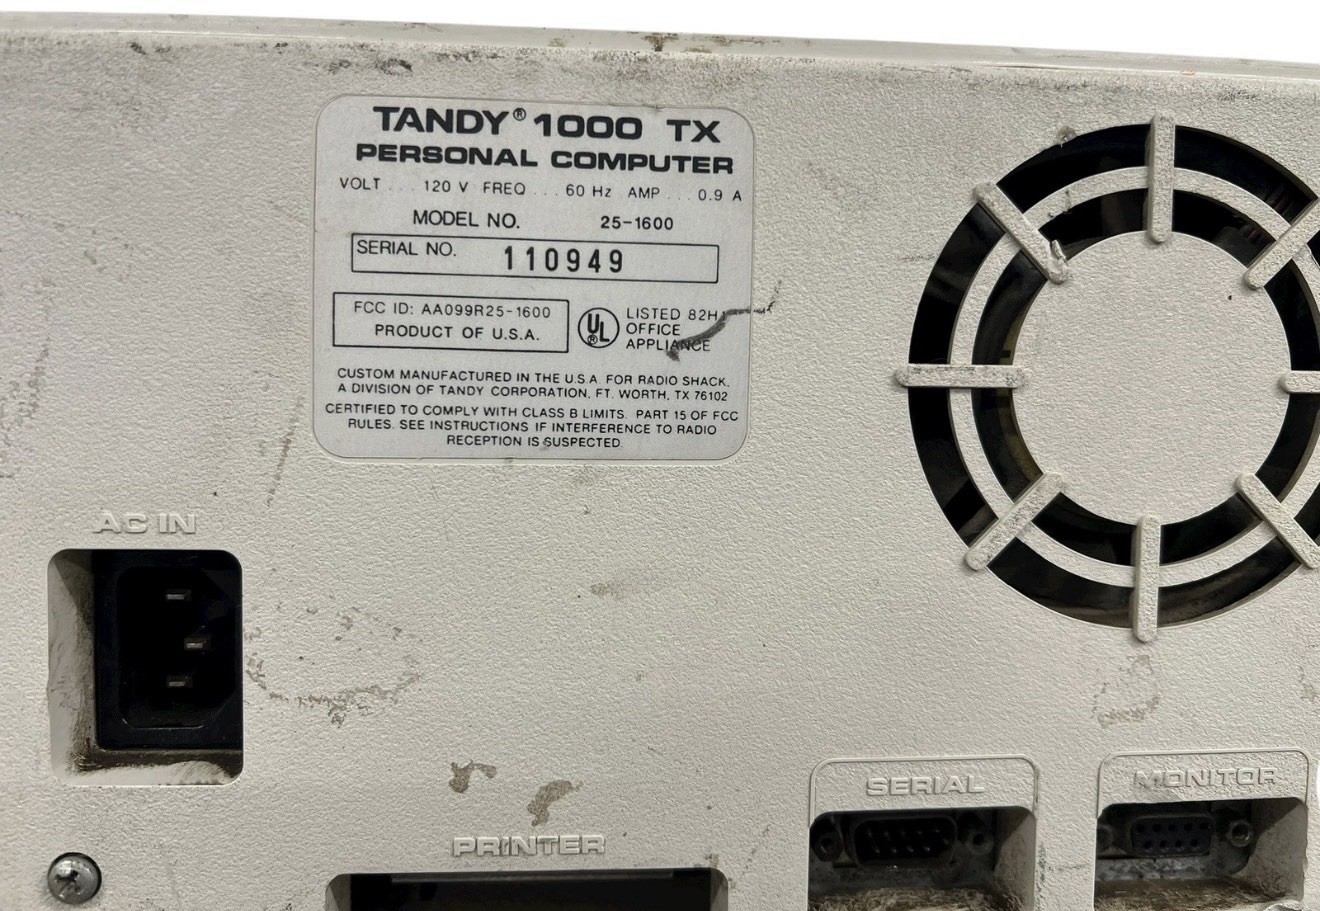 TANDY® 1000 TX
PERSONAL COMPUTER
VOLT ... 120 V FREQ ... 60 Hz AMP ... 0.9 A
MODEL NO. 25-1600
SERIAL NO. 110949
FCC ID: AAO99R25-1600
PRODUCT OF U.S.A.
UL®
LISTED 82H
OFFICE
APPLIANCE
CUSTOM MANUFACTURED IN THE U.S.A. FOR RADIO SHACK,
A DIVISION OF TANDY CORPORATION, FT. WORTH, TX 76102
CERTIFIED TO COMPLY WITH CLASS B LIMITS. PART 15 OF FCC
RULES. SEE INSTRUCTIONS IF INTERFERENCE TO RADIO
RECEPTION IS SUSPECTED.
AC IN
SERIAL
MONITOR
PRINTER